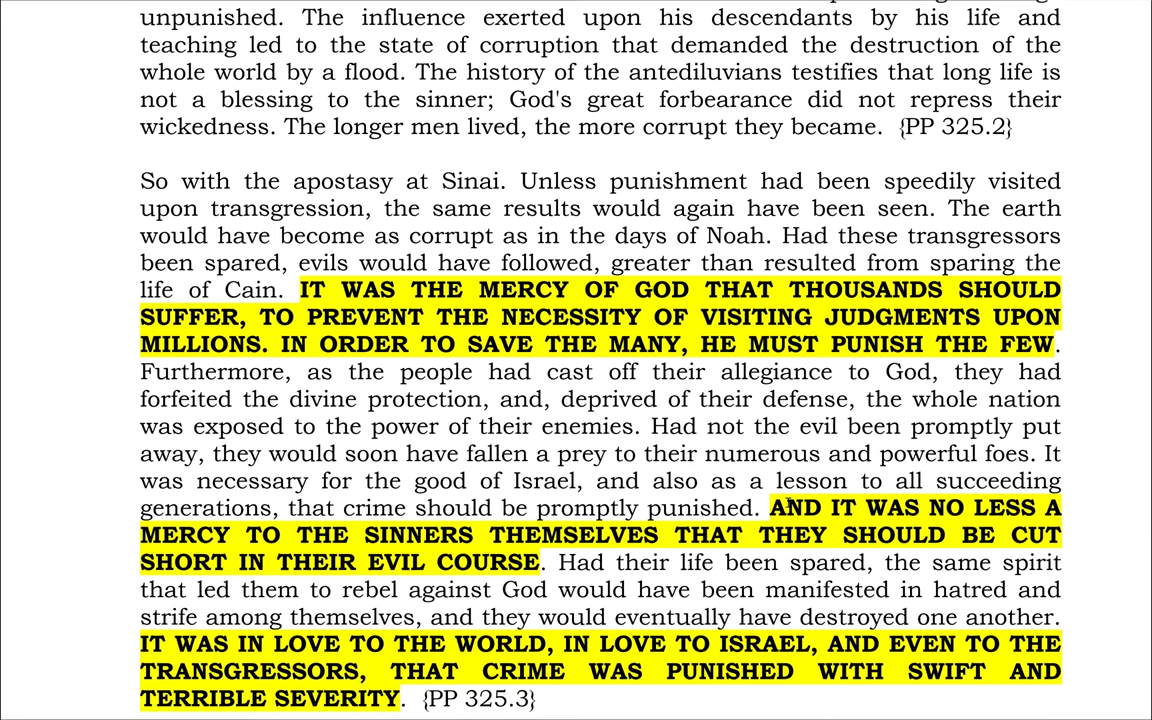 unpunished. The influence exerted upon his descendants by his life and
teaching led to the state of corruption that demanded the destruction of the
whole world by a flood. The history of the antediluvians testifies that long life is
not a blessing to the sinner; God's great forbearance did not repress their
wickedness. The longer men lived, the more corrupt they became. {PP 325.2}
So with the apostasy at Sinai. Unless punishment had been speedily visited
upon transgression, the same results would again have been seen. The earth
would have become as corrupt as in the days of Noah. Had these transgressors
been spared, evils would have followed, greater than resulted from sparing the
life of Cain. IT WAS THE MERCY OF GOD THAT THOUSANDS SHOULD
SUFFER, TO PREVENT THE NECESSITY OF VISITING JUDGMENTS UPON
MILLIONS. IN ORDER TO SAVE THE MANY, HE MUST PUNISH THE FEW.
Furthermore, as the people had cast off their allegiance to God, they had
forfeited the divine protection, and, deprived of their defense, the whole nation
was exposed to the power of their enemies. Had not the evil been promptly put
away, they would soon have fallen a prey to their numerous and powerful foes. It
was necessary for the good of Israel, and also as a lesson to all succeeding
generations, that crime should be promptly punished. AND IT WAS NO LESS A
MERCY TO THE SINNERS THEMSELVES THAT THEY SHOULD BE CUT
SHORT IN THEIR EVIL COURSE. Had their life been spared, the same spirit
that led them to rebel against God would have been manifested in hatred and
strife among themselves, and they would eventually have destroyed one another.
IT WAS IN LOVE TO THE WORLD, IN LOVE TO ISRAEL, AND EVEN TO THE
TRANSGRESSORS, THAT CRIME WAS PUNISHED WITH SWIFT AND
TERRIBLE SEVERITY. {PP 325.3}